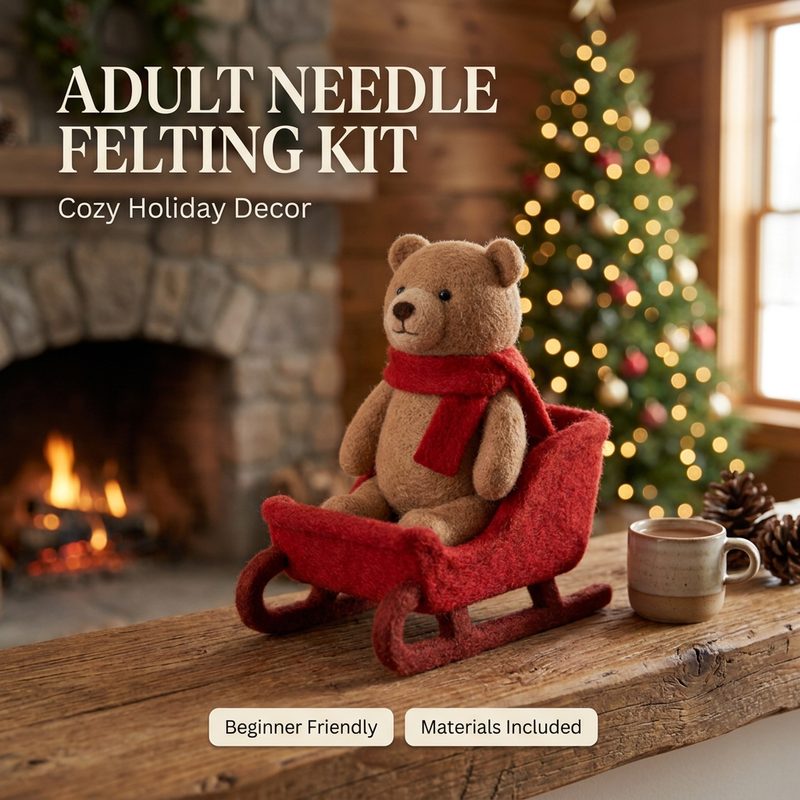 ADULT NEEDLE
FELTING KIT
Cozy Holiday Decor
Beginner Friendly
Materials Included